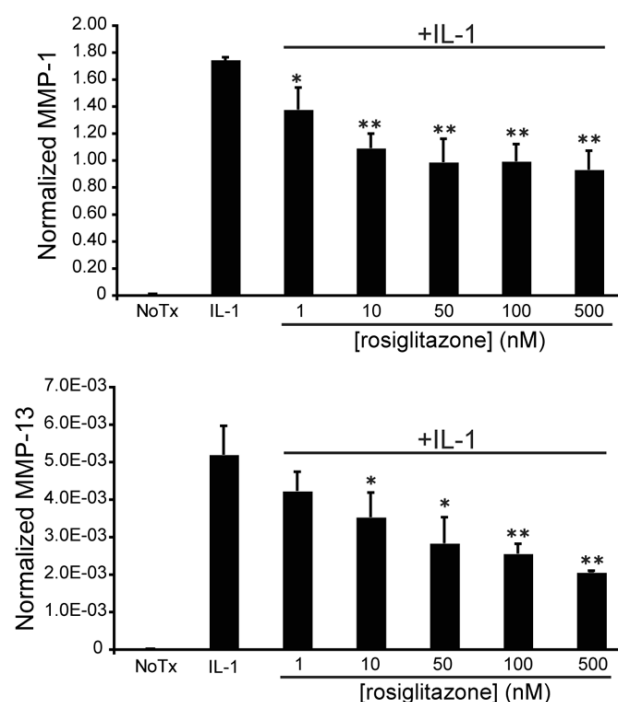 +IL-1
Normalized MMP-1
2.00
1.80
1.60
1.40
1.20
1.00
0.80
0.60
0.40
0.20
0
* ** ** ** **
NoTx IL-1 1 10 50 100 500
[rosiglitazone] (nM)
+IL-1
Normalized MMP-13
7.0E-03
6.0E-03
5.0E-03
4.0E-03
3.0E-03
2.0E-03
1.0E-03
0
* * ** **
NoTx IL-1 1 10 50 100 500
[rosiglitazone] (nM)